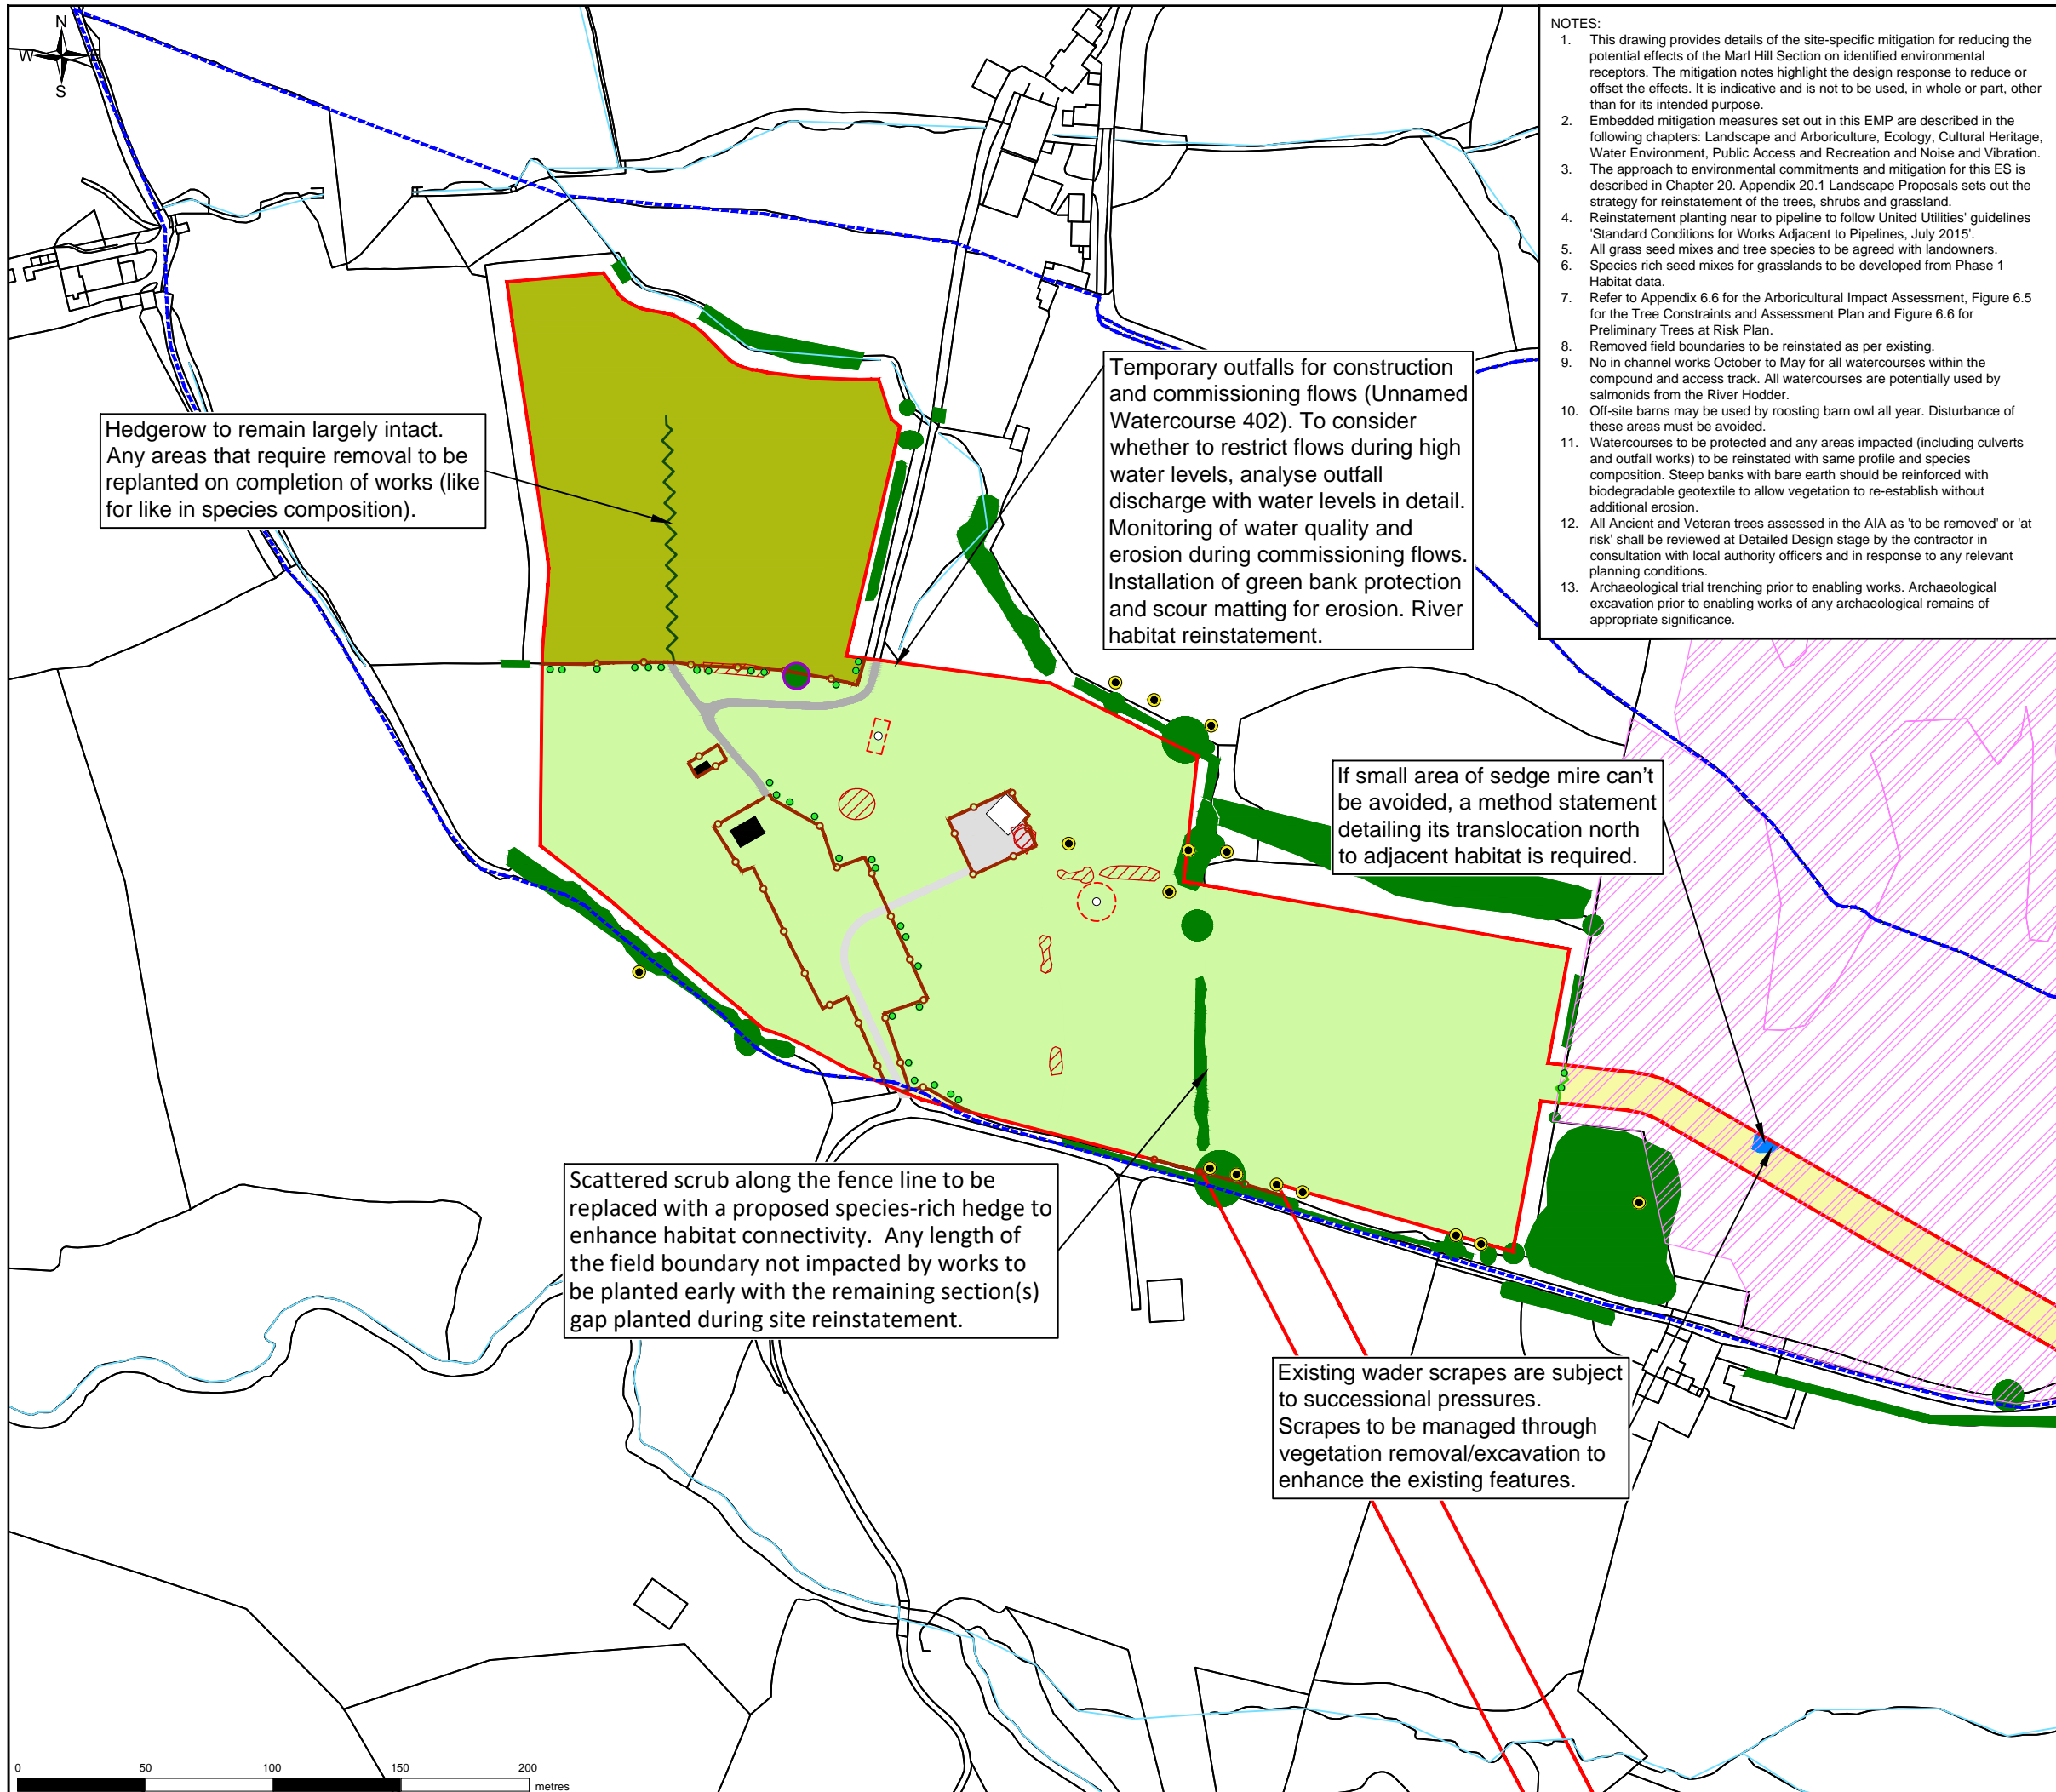 N
W
S
NOTES:
1. This drawing provides details of the site-specific mitigation for reducing the
potential effects of the Marl Hill Section on identified environmental
receptors. The mitigation notes highlight the design response to reduce or
offset the effects. It is indicative and is not to be used, in whole or part, other
than for its intended purpose.
2. Embedded mitigation measures set out in this EMP are described in the
following chapters: Landscape and Arboriculture, Ecology, Cultural Heritage,
Water Environment, Public Access and Recreation and Noise and Vibration.
3. The approach to environmental commitments and mitigation for this ES is
described in Chapter 20. Appendix 20.1 Landscape Proposals sets out the
strategy for reinstatement of the trees, shrubs and grassland.
4. Reinstatement planting near to pipeline to follow United Utilities' guidelines
'Standard Conditions for Works Adjacent to Pipelines, July 2015'.
5. All grass seed mixes and tree species to be agreed with landowners.
6. Species rich seed mixes for grasslands to be developed from Phase 1
Habitat data.
7. Refer to Appendix 6.6 for the Arboricultural Impact Assessment, Figure 6.5
for the Tree Constraints and Assessment Plan and Figure 6.6 for
Preliminary Trees at Risk Plan.
8. Removed field boundaries to be reinstated as per existing.
9. No in channel works October to May for all watercourses within the
compound and access track. All watercourses are potentially used by
salmonids from the River Hodder.
10. Off-site barns may be used by roosting barn owl all year. Disturbance of
these areas must be avoided.
11. Watercourses to be protected and any areas impacted (including culverts
and outfall works) to be reinstated with same profile and species
composition. Steep banks with bare earth should be reinforced with
biodegradable geotextile to allow vegetation to re-establish without
additional erosion.
12. All Ancient and Veteran trees assessed in the AIA as 'to be removed' or 'at
risk' shall be reviewed at Detailed Design stage by the contractor in
consultation with local authority officers and in response to any relevant
planning conditions.
13. Archaeological trial trenching prior to enabling works. Archaeological
excavation prior to enabling works of any archaeological remains of
appropriate significance.
Temporary outfalls for construction
and commissioning flows (Unnamed
Watercourse 402). To consider
whether to restrict flows during high
water levels, analyse outfall
discharge with water levels in detail.
Monitoring of water quality and
erosion during commissioning flows.
Installation of green bank protection
and scour matting for erosion. River
habitat reinstatement.
Hedgerow to remain largely intact.
Any areas that require removal to be
replanted on completion of works (like
for like in species composition).
If small area of sedge mire can't
be avoided, a method statement
detailing its translocation north
to adjacent habitat is required.
Scattered scrub along the fence line to be
replaced with a proposed species-rich hedge to
enhance habitat connectivity. Any length of
the field boundary not impacted by works to
be planted early with the remaining section(s)
gap planted during site reinstatement.
Existing wader scrapes are subject
to successional pressures.
Scrapes to be managed through
vegetation removal/excavation to
enhance the existing features.
0 50 100 150 200
metres